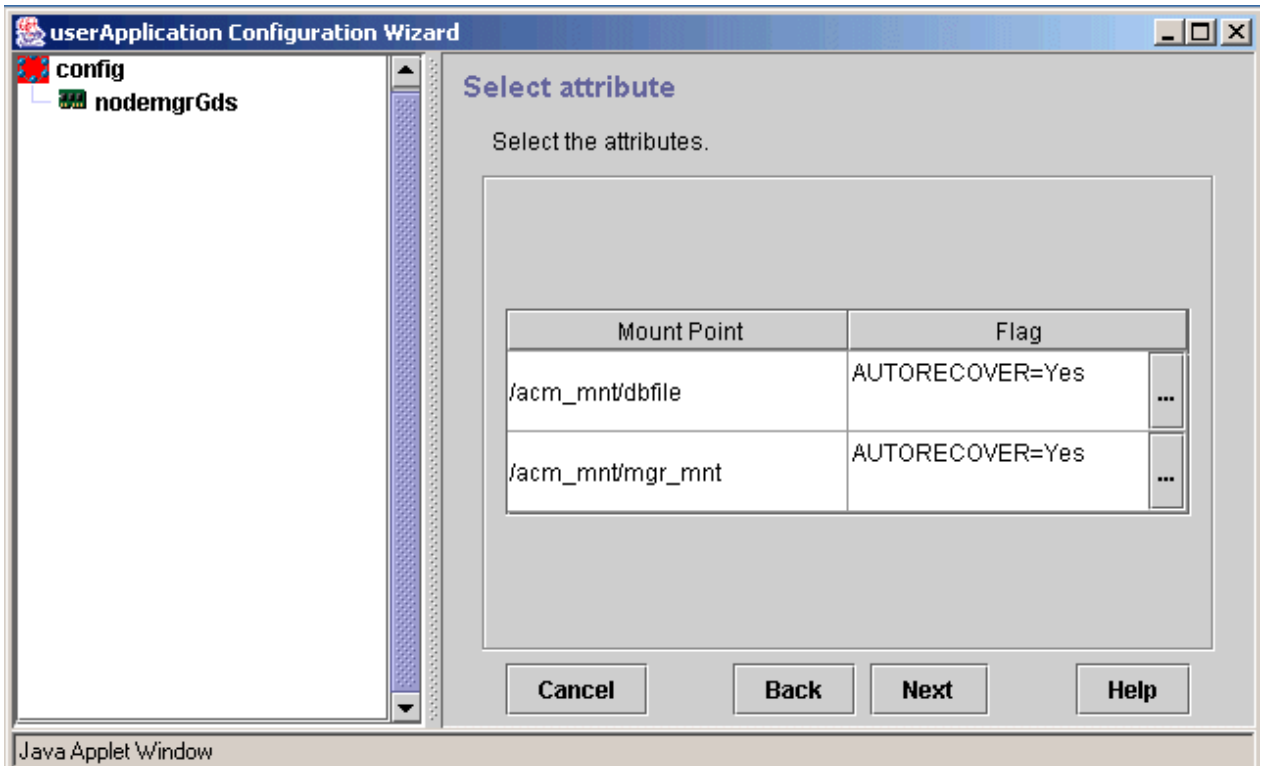 userApplication Configuration Wizard
config
nodemgrGds
Select attribute
Select the attributes.
Mount Point Flag
/acm_mnt/dbfile AUTORECOVER=Yes ...
/acm_mnt/mgr_mnt AUTORECOVER=Yes ...
Cancel Back Next Help
Java Applet Window